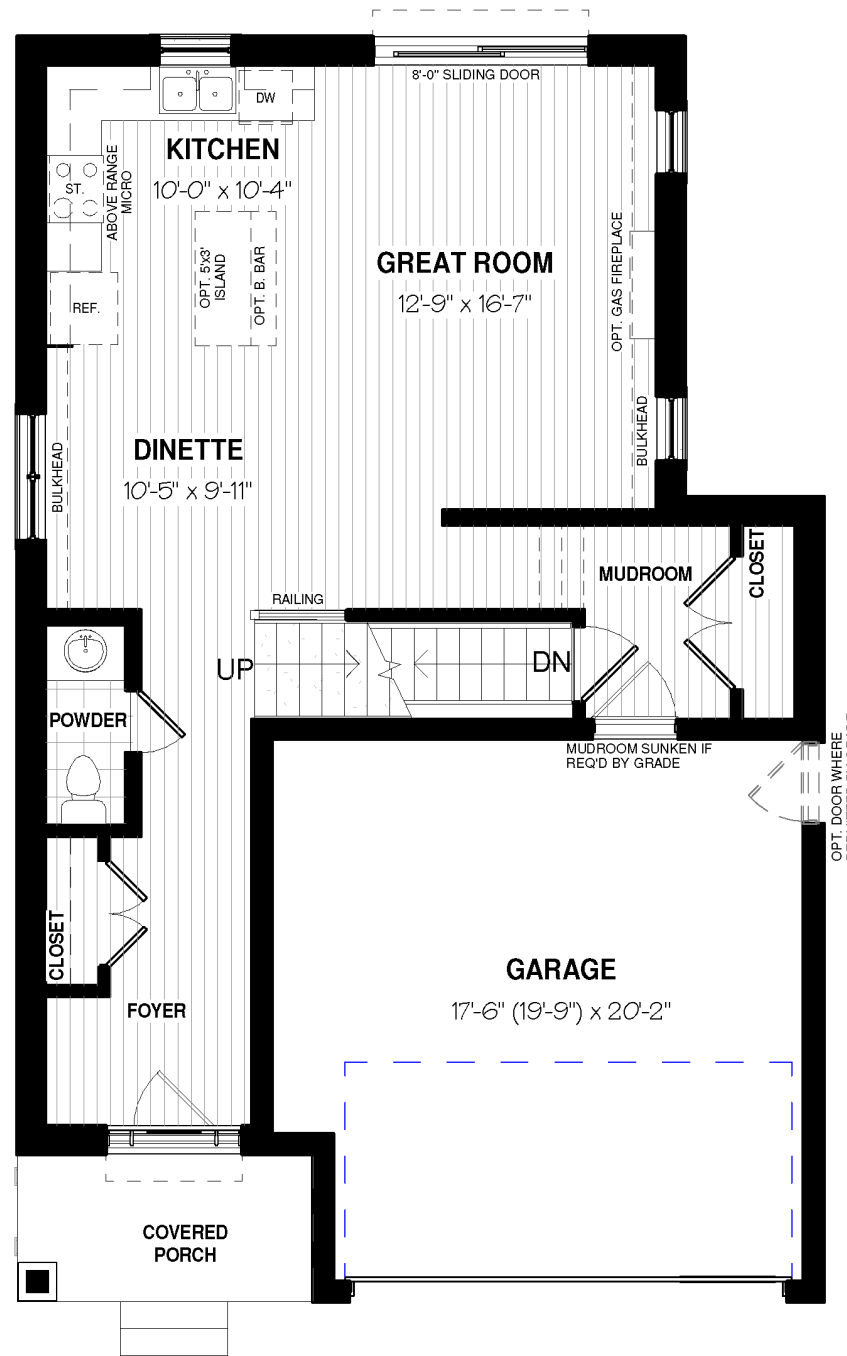 8'-0" SLIDING DOOR
DW
KITCHEN
10'-0" x 10'-4"
ST.
ABOVE RANGE
MICRO
REF.
OPT. 5'x3'
ISLAND
OPT. B. BAR
GREAT ROOM
12'-9" x 16'-7"
OPT. GAS FIREPLACE
BULKHEAD
DINETTE
10'-5" x 9'-11"
BULKHEAD
MUDROOM
CLOSET
RAILING
UP
DN
POWDER
MUDROOM SUNKEN IF
REQ'D BY GRADE
OPT. DOOR WHERE
CLOSET
FOYER
GARAGE
17'-6" (19'-9") x 20'-2"
COVERED
PORCH